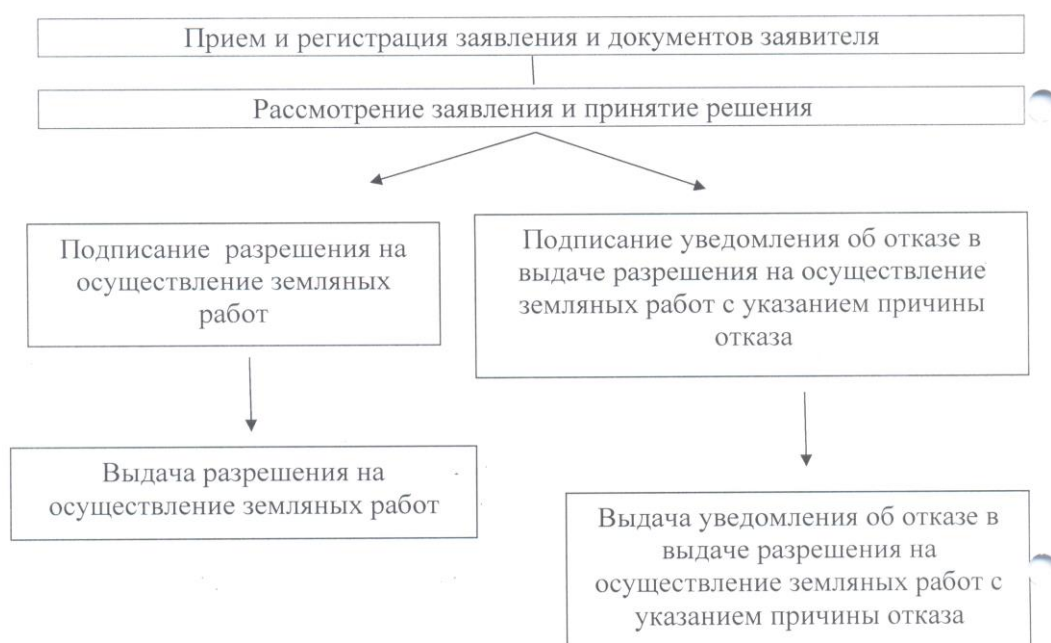 Прием и регистрация заявления и документов заявителя
Рассмотрение заявления и принятие решения
Подписание разрешения на
осуществление земляных
работ
Подписание уведомления об отказе в
выдаче разрешения на осуществление
земляных работ с указанием причины
отказа
Выдача разрешения на
осуществление земляных работ
Выдача уведомления об отказе в
выдаче разрешения на
осуществление земляных работ с
указанием причины отказа